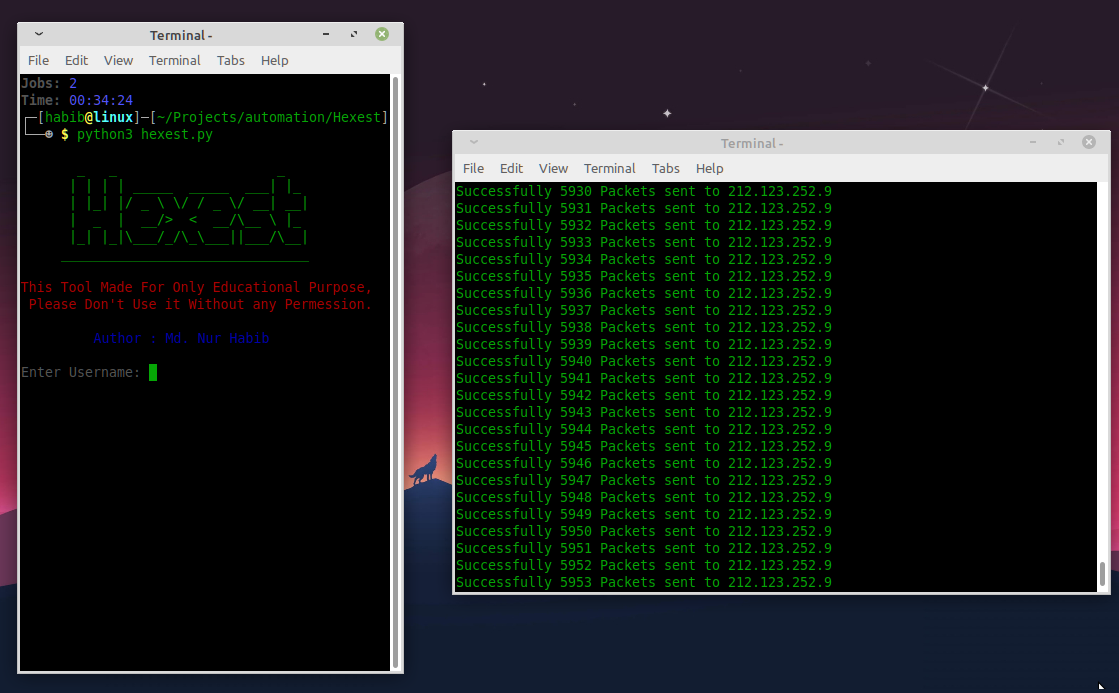 Terminal -
File Edit View Terminal Tabs Help
Jobs: 2
Time: 00:34:24
┌─[habib@linux]─[~/Projects/automation/Hexest]
└──☻ $ python3 hexest.py
Hexest
This Tool Made For Only Educational Purpose,
Please Don't Use it Without any Permession.
Author : Md. Nur Habib
Enter Username:
Terminal -
File Edit View Terminal Tabs Help
Successfully 5930 Packets sent to 212.123.252.9
Successfully 5931 Packets sent to 212.123.252.9
Successfully 5932 Packets sent to 212.123.252.9
Successfully 5933 Packets sent to 212.123.252.9
Successfully 5934 Packets sent to 212.123.252.9
Successfully 5935 Packets sent to 212.123.252.9
Successfully 5936 Packets sent to 212.123.252.9
Successfully 5937 Packets sent to 212.123.252.9
Successfully 5938 Packets sent to 212.123.252.9
Successfully 5939 Packets sent to 212.123.252.9
Successfully 5940 Packets sent to 212.123.252.9
Successfully 5941 Packets sent to 212.123.252.9
Successfully 5942 Packets sent to 212.123.252.9
Successfully 5943 Packets sent to 212.123.252.9
Successfully 5944 Packets sent to 212.123.252.9
Successfully 5945 Packets sent to 212.123.252.9
Successfully 5946 Packets sent to 212.123.252.9
Successfully 5947 Packets sent to 212.123.252.9
Successfully 5948 Packets sent to 212.123.252.9
Successfully 5949 Packets sent to 212.123.252.9
Successfully 5950 Packets sent to 212.123.252.9
Successfully 5951 Packets sent to 212.123.252.9
Successfully 5952 Packets sent to 212.123.252.9
Successfully 5953 Packets sent to 212.123.252.9